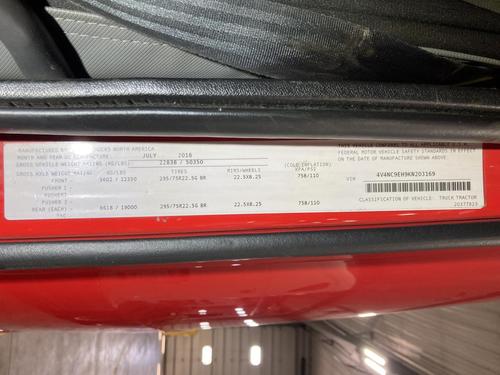 MANUFACTURED BY TRUCKS NORTH AMERICA
MONTH AND YEAR OF MANUFACTURE JULY 2018
GROSS VEHICLE WEIGHT RATING (KG/LBS) 22838 / 50350
GROSS AXLE WEIGHT RATING KG/LBS TIRES RIMS/WHEELS (COLD INFLATION) KPA/PSI
FRONT - 5602 / 12350 295/75R22.5G BR 22.5X8.25 758/110
PUSHER 1 -
PUSHER 2 -
PUSHER 3 -
REAR (EACH) - 8618 / 19000 295/75R22.5G BR 22.5X8.25 758/110
TAG
THIS VEHICLE CONFORMS TO ALL APPLICABLE U.S.A.
FEDERAL MOTOR VEHICLE SAFETY STANDARDS IN EFFECT
ON THE DATE OF MANUFACTURE SHOWN ABOVE.
VIN 4V4NC9EH9KN203169
CLASSIFICATION OF VEHICLE: TRUCK TRACTOR
20377823